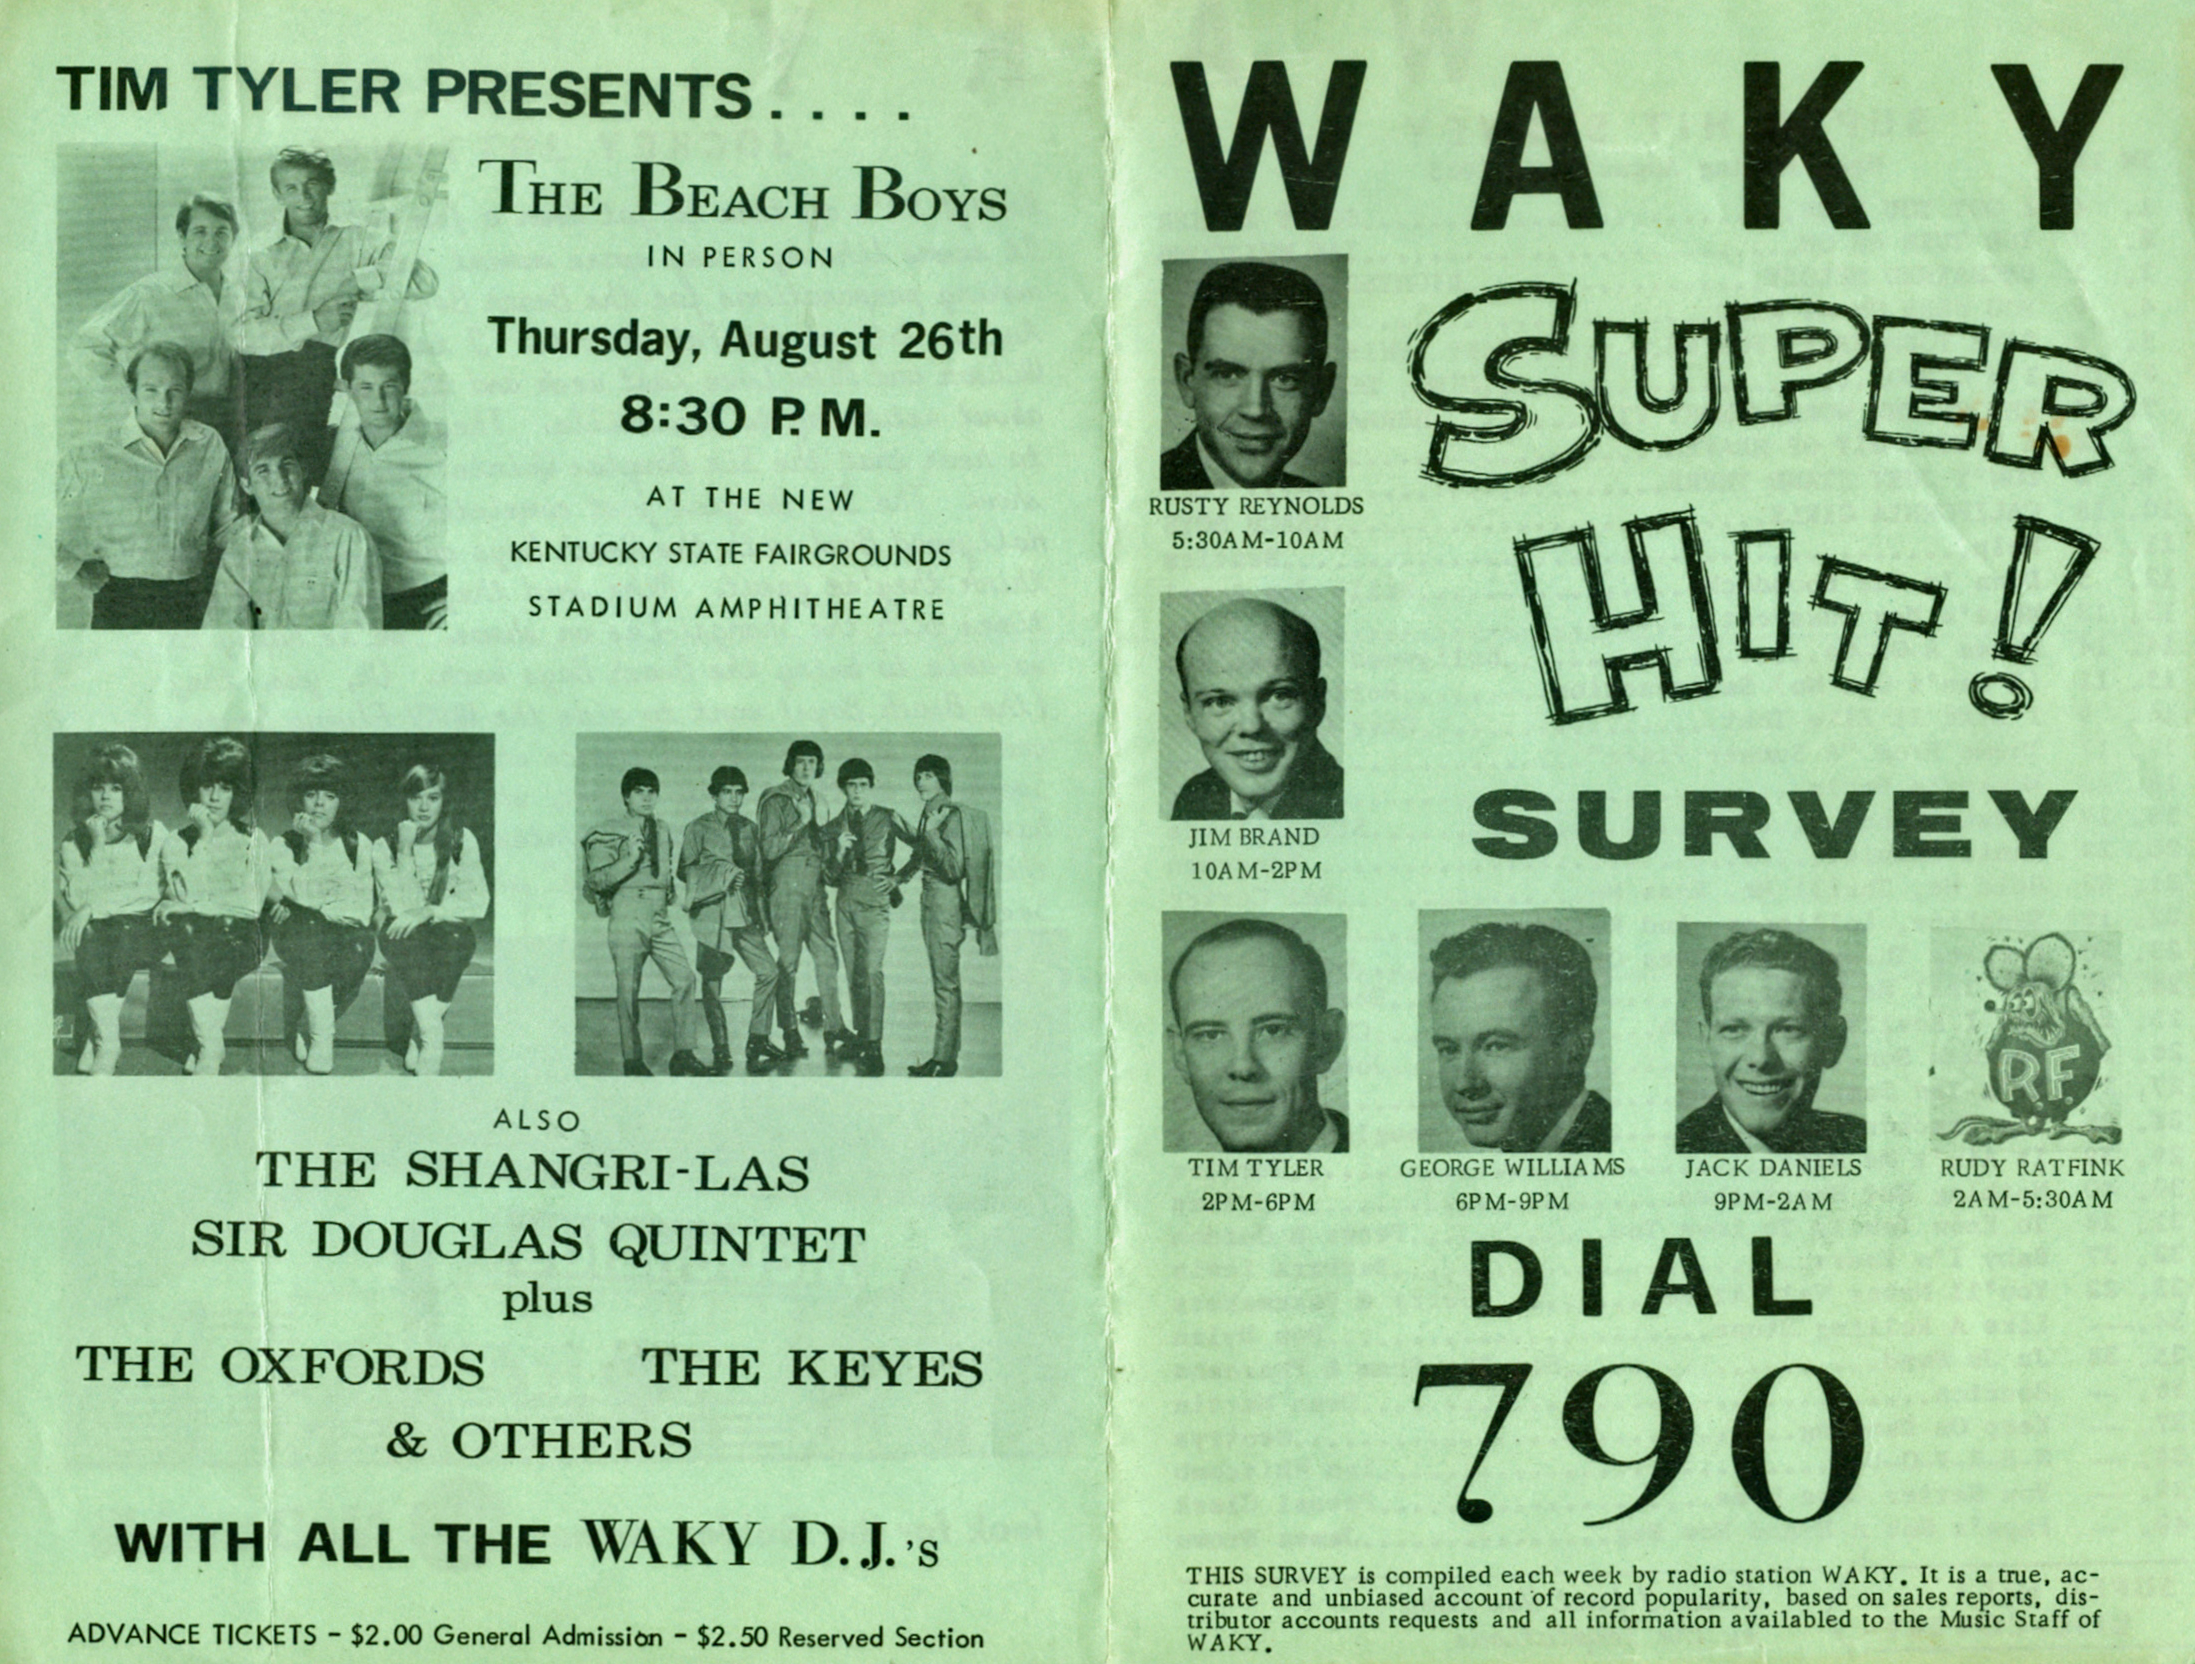 TIM TYLER PRESENTS....
THE BEACH BOYS
IN PERSON
Thursday, August 26th
8:30 P.M.
AT THE NEW
KENTUCKY STATE FAIRGROUNDS
STADIUM AMPHITHEATRE
ALSO
THE SHANGRI-LAS
SIR DOUGLAS QUINTET
plus
THE OXFORDS THE KEYES
& OTHERS
WITH ALL THE WAKY D.J.'s
ADVANCE TICKETS - $2.00 General Admission - $2.50 Reserved Section
WAKY
SUPER
HIT!
SURVEY
RUSTY REYNOLDS
5:30AM-10AM
JIM BRAND
10AM-2PM
R.F.
TIM TYLER GEORGE WILLIAMS JACK DANIELS RUDY RATFINK
2PM-6PM 6PM-9PM 9PM-2AM 2AM-5:30AM
DIAL
790
THIS SURVEY is compiled each week by radio station WAKY. It is a true, ac-
curate and unbiased account of record popularity, based on sales reports, dis-
tributor accounts requests and all information availabled to the Music Staff of
WAKY.